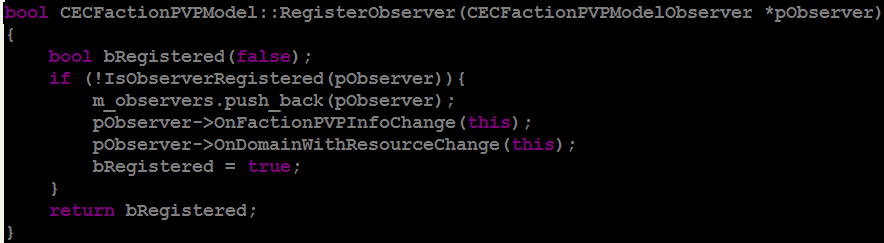 bool CECFactionPVPModel::RegisterObserver(CECFactionPVPModelObserver *pObserver)
{
    bool bRegistered(false);
    if (!IsObserverRegistered(pObserver)){
        m_observers.push_back(pObserver);
        pObserver->OnFactionPVPInfoChange(this);
        pObserver->OnDomainWithResourceChange(this);
        bRegistered = true;
    }
    return bRegistered;
}